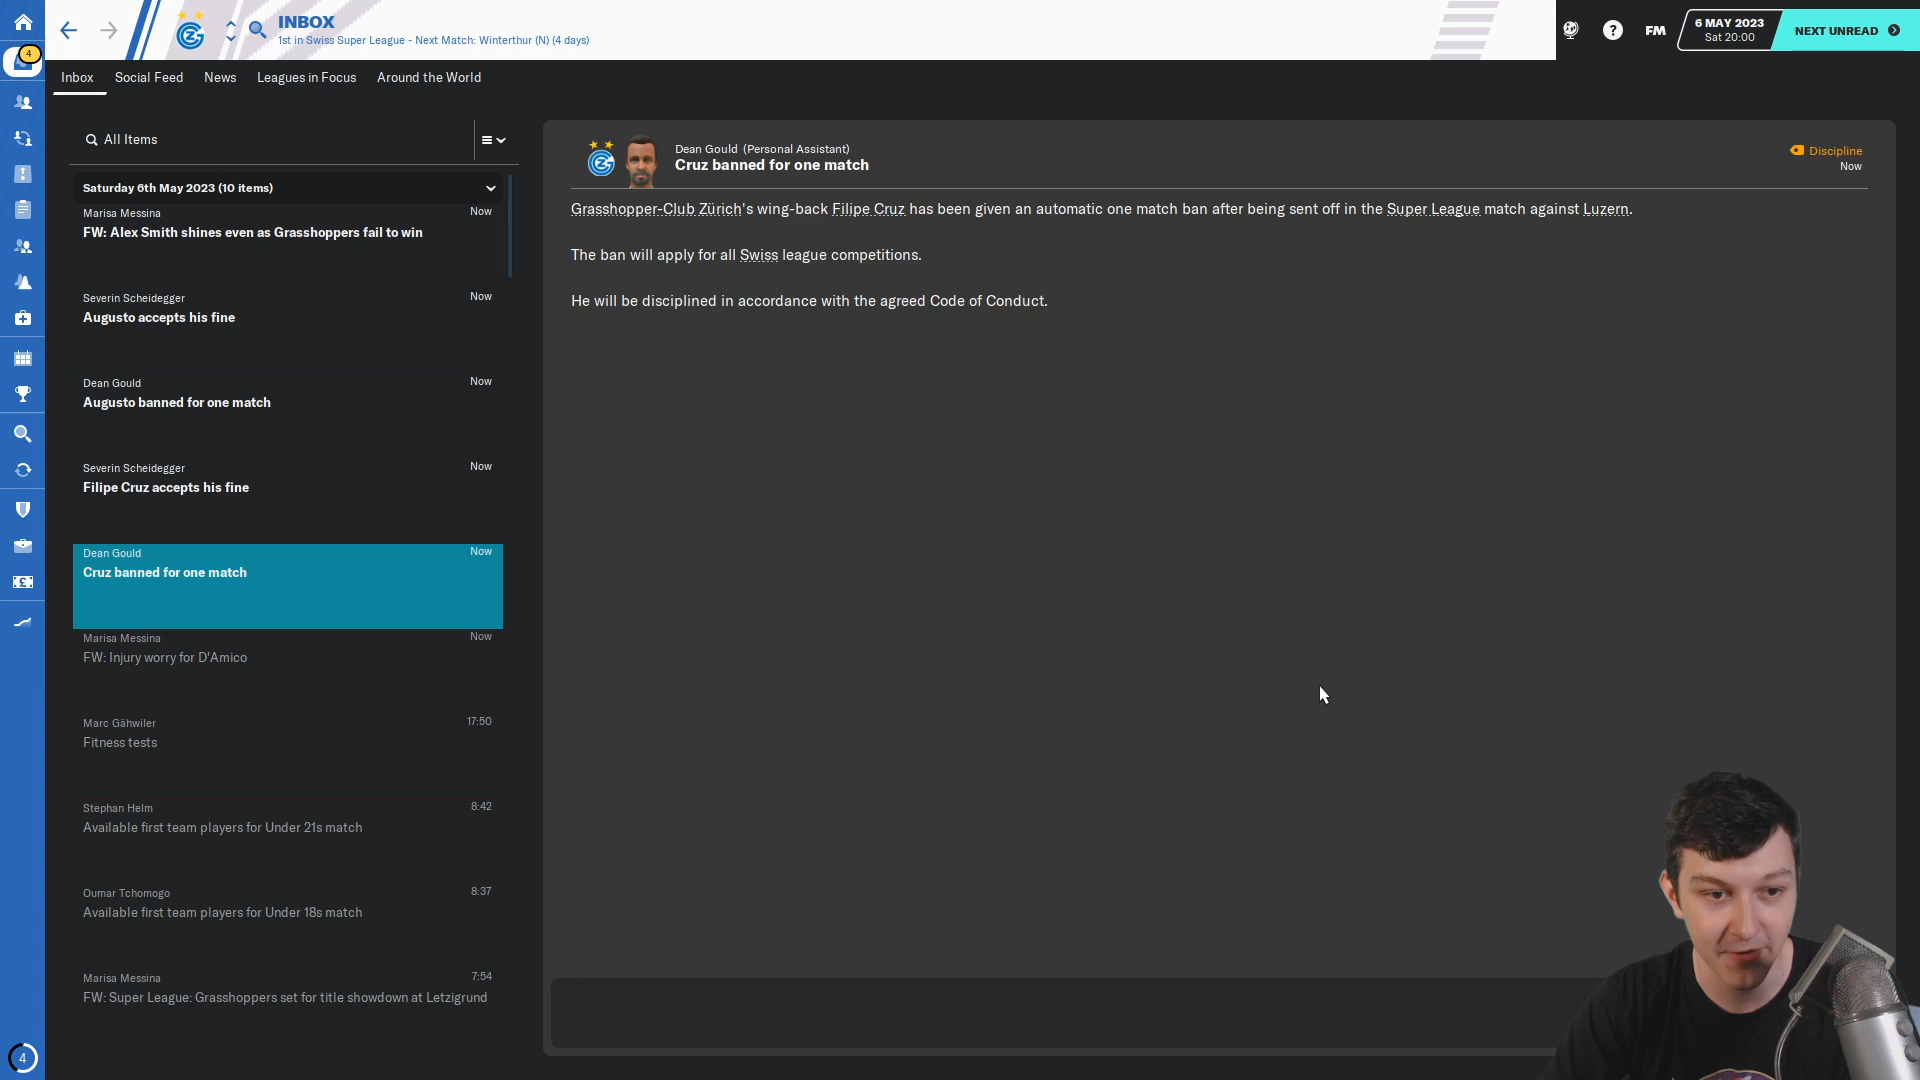 4
INBOX
1st in Swiss Super League - Next Match: Winterthur (N) (4 days)
?
FM
6 MAY 2023
Sat 20:00
NEXT UNREAD
Inbox
Social Feed
News
Leagues in Focus
Around the World
All Items
Saturday 6th May 2023 (10 items)
Marisa Messina
Now
FW: Alex Smith shines even as Grasshoppers fail to win
Severin Scheidegger
Now
Augusto accepts his fine
Dean Gould
Now
Augusto banned for one match
Severin Scheidegger
Now
Filipe Cruz accepts his fine
Dean Gould
Now
Cruz banned for one match
Marisa Messina
Now
FW: Injury worry for D'Amico
Marc Gähwiler
17:50
Fitness tests
Stephan Helm
8:42
Available first team players for Under 21s match
Oumar Tchomogo
8:37
Available first team players for Under 18s match
Marisa Messina
7:54
FW: Super League: Grasshoppers set for title showdown at Letzigrund
4
Dean Gould (Personal Assistant)
Cruz banned for one match
Discipline
Now
Grasshopper-Club Zürich's wing-back Filipe Cruz has been given an automatic one match ban after being sent off in the Super League match against Luzern.
The ban will apply for all Swiss league competitions.
He will be disciplined in accordance with the agreed Code of Conduct.